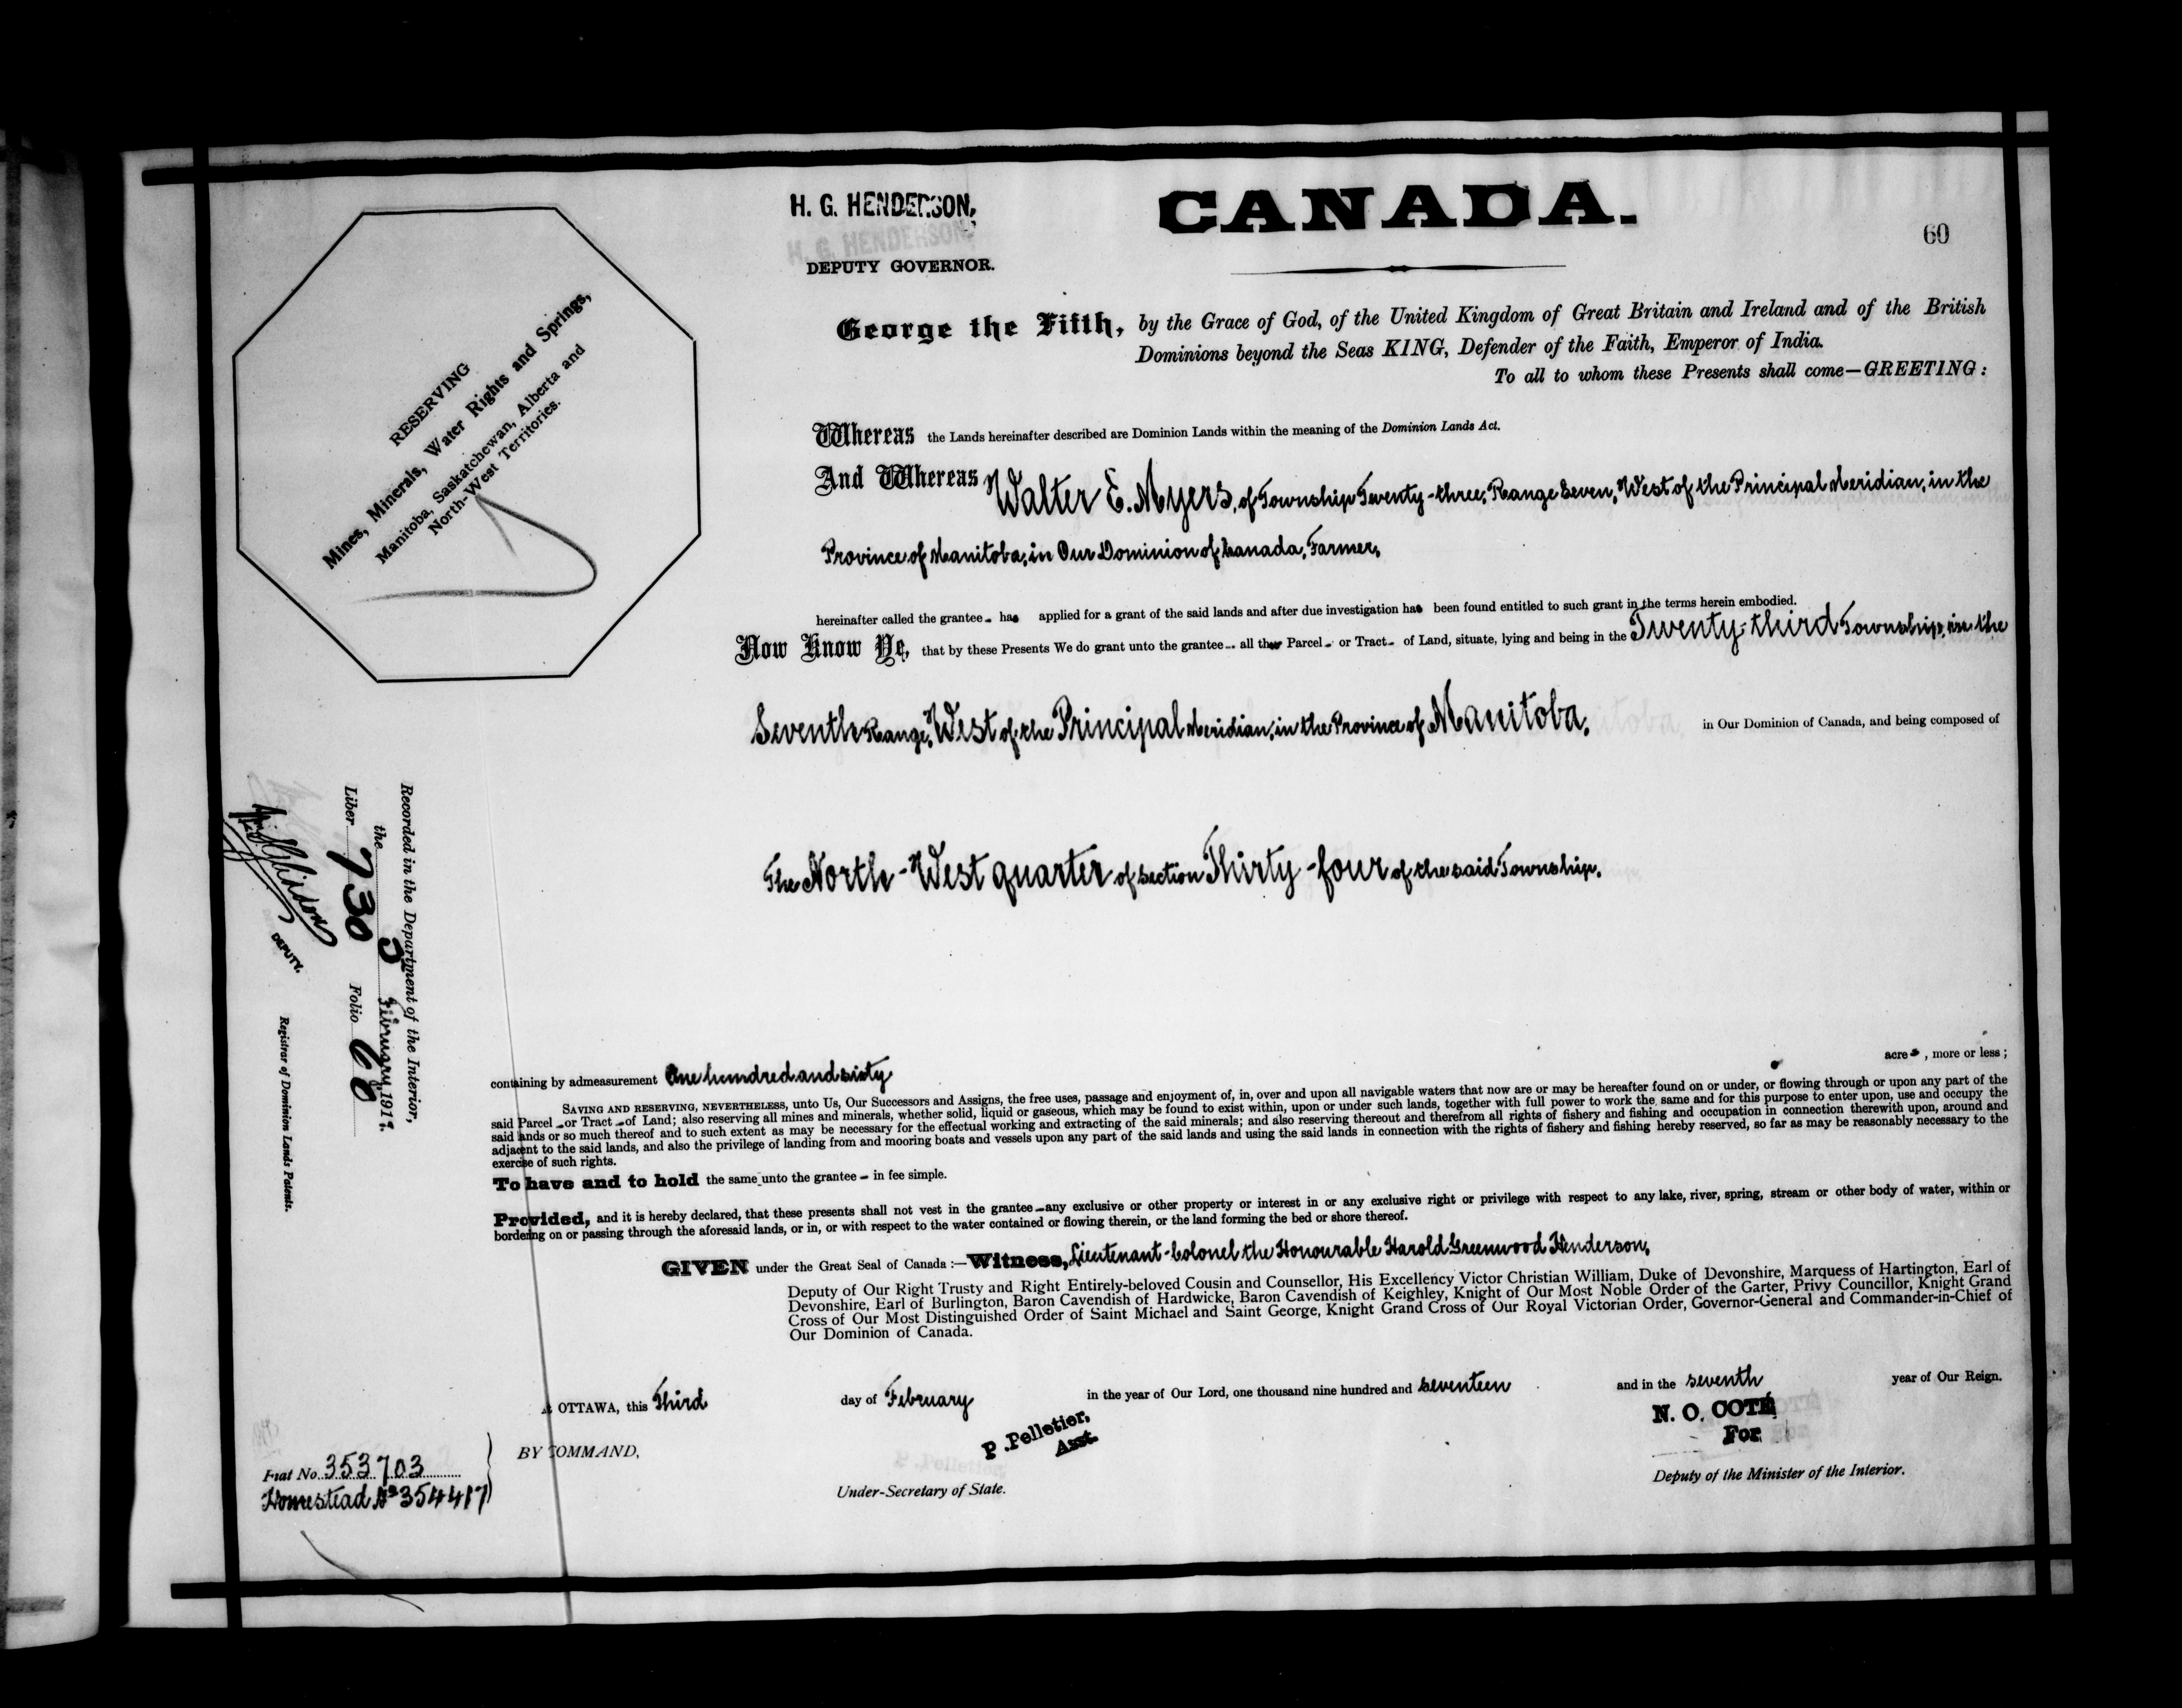 H. G. HENDERSON,
DEPUTY GOVERNOR.
CANADA.
60
George the Fifth, by the Grace of God, of the United Kingdom of Great Britain and Ireland and of the British
Dominions beyond the Seas KING, Defender of the Faith, Emperor of India.
To all to whom these Presents shall come—GREETING:
RESERVING
Mines, Minerals, Water Rights and Springs,
Manitoba, Saskatchewan, Alberta and
North-West Territories.
Whereas the Lands hereinafter described are Dominion Lands within the meaning of the Dominion Lands Act.
And Whereas Walter E. Myers, of Township Twenty-three, Range Seven, West of the Principal Meridian, in the
Province of Manitoba, in Our Dominion of Canada, Farmer,
hereinafter called the grantee has applied for a grant of the said lands and after due investigation has been found entitled to such grant in the terms herein embodied.
Now Know Ye, that by these Presents We do grant unto the grantee all that Parcel or Tract of Land, situate, lying and being in the Twenty-third Township, in the
Seventh Range, West of the Principal Meridian, in the Province of Manitoba, in Our Dominion of Canada, and being composed of
The North-West quarter of section Thirty-four of the said Township.
Recorded in the Department of the Interior,
the 3 February, 1917.
Liber 730 Folio 60
DEPUTY.
Registrar of Dominion Lands Patents.
containing by admeasurement One hundred and sixty acres, more or less;
SAVING AND RESERVING, NEVERTHELESS, unto Us, Our Successors and Assigns, the free uses, passage and enjoyment of, in, over and upon all navigable waters that now are or may be hereafter found on or under, or flowing through or upon any part of the
said Parcel or Tract of Land; also reserving all mines and minerals, whether solid, liquid or gaseous, which may be found to exist within, upon or under such lands, together with full power to work the same and for this purpose to enter upon, use and occupy the
said lands or so much thereof and to such extent as may be necessary for the effectual working and extracting of the said minerals; and also reserving thereout and therefrom all rights of fishery and fishing and occupation in connection therewith upon, around and
adjacent to the said lands, and also the privilege of landing from and mooring boats and vessels upon any part of the said lands and using the said lands in connection with the rights of fishery and fishing hereby reserved, so far as may be reasonably necessary to the
exercise of such rights.
To have and to hold the same unto the grantee in fee simple.
Provided, and it is hereby declared, that these presents shall not vest in the grantee any exclusive or other property or interest in or any exclusive right or privilege with respect to any lake, river, spring, stream or other body of water, within or
bordering on or passing through the aforesaid lands, or in, or with respect to the water contained or flowing therein, or the land forming the bed or shore thereof.
GIVEN under the Great Seal of Canada:—Witness, Lieutenant-Colonel the Honourable Harold Greenwood Henderson,
Deputy of Our Right Trusty and Right Entirely-beloved Cousin and Counsellor, His Excellency Victor Christian William, Duke of Devonshire, Marquess of Hartington, Earl of
Devonshire, Earl of Burlington, Baron Cavendish of Hardwicke, Baron Cavendish of Keighley, Knight of Our Most Noble Order of the Garter, Privy Councillor, Knight Grand
Cross of Our Most Distinguished Order of Saint Michael and Saint George, Knight Grand Cross of Our Royal Victorian Order, Governor-General and Commander-in-Chief of
Our Dominion of Canada.
At OTTAWA, this Third day of February in the year of Our Lord, one thousand nine hundred and seventeen and in the seventh year of Our Reign.
BY COMMAND,
P. Pelletier,
Asst.
Under-Secretary of State.
N. O. COTÉ
For
Deputy of the Minister of the Interior.
Fiat No. 353703
Homestead No 354417